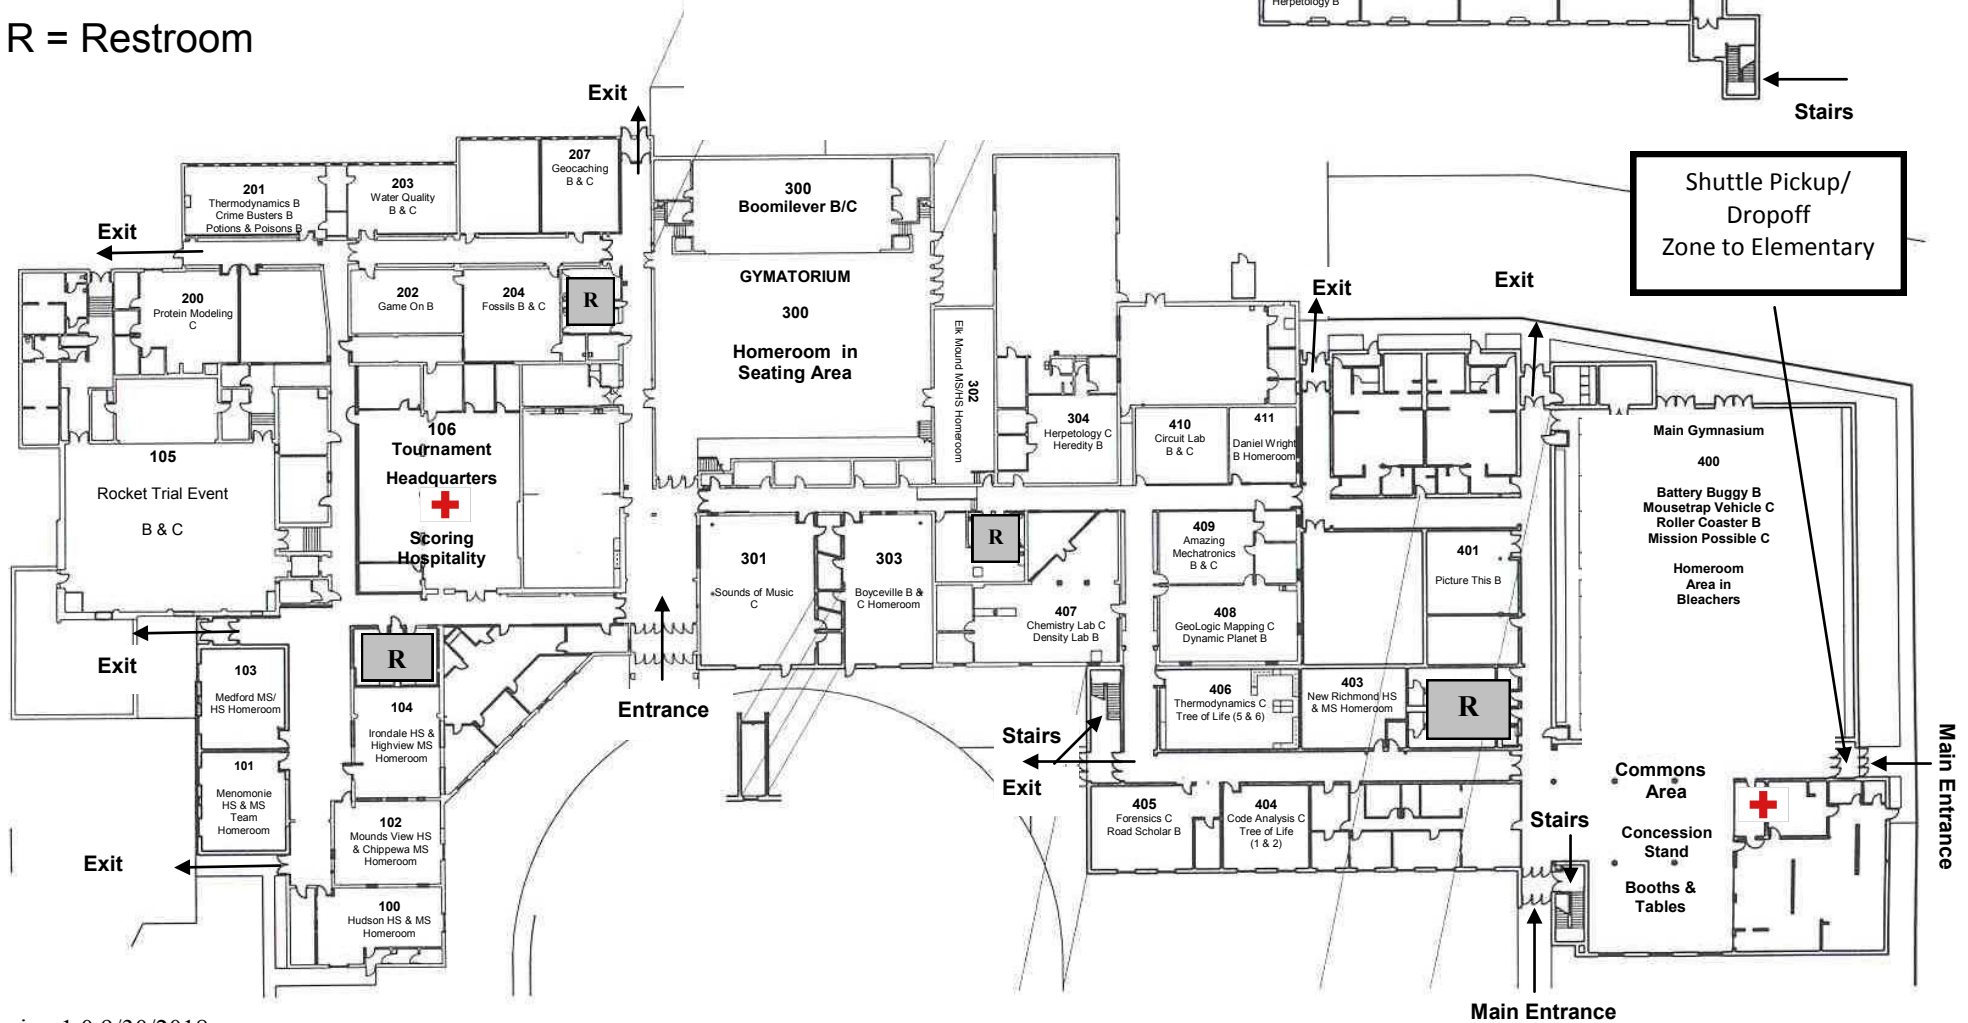 R = Restroom
Herpetology B
Stairs
Exit
Shuttle Pickup/
Dropoff
Zone to Elementary
207
Geocaching
B & C
201
Thermodynamics B
Crime Busters B
Potions & Poisons B
203
Water Quality
B & C
300
Boomilever B/C
Exit
200
Protein Modeling
C
202
Game On B
204
Fossils B & C
R
GYMATORIUM
300
Homeroom in
Seating Area
302
Elk Mound MS/HS Homeroom
Exit
Exit
304
Herpetology C
Heredity B
410
Circuit Lab
B & C
411
Daniel Wright
B Homeroom
Main Gymnasium
400
Battery Buggy B
Mousetrap Vehicle C
Roller Coaster B
Mission Possible C
Homeroom
Area in
Bleachers
105
Rocket Trial Event
B & C
106
Tournament
Headquarters
Scoring
Hospitality
301
Sounds of Music
C
303
Boyceville B &
C Homeroom
R
409
Amazing
Mechatronics
B & C
401
Picture This B
407
Chemistry Lab C
Density Lab B
408
GeoLogic Mapping C
Dynamic Planet B
Exit
R
103
Medford MS/
HS Homeroom
104
Irondale HS &
Highview MS
Homeroom
Entrance
406
Thermodynamics C
Tree of Life (5 & 6)
403
New Richmond HS
& MS Homeroom
R
Stairs
Exit
101
Menomonie
HS & MS
Team
Homeroom
102
Mounds View HS
& Chippewa MS
Homeroom
Exit
405
Forensics C
Road Scholar B
404
Code Analysis C
Tree of Life
(1 & 2)
Commons
Area
Concession
Stand
Booths &
Tables
Stairs
Main Entrance
100
Hudson HS & MS
Homeroom
Main Entrance
1.0 9/30/2018